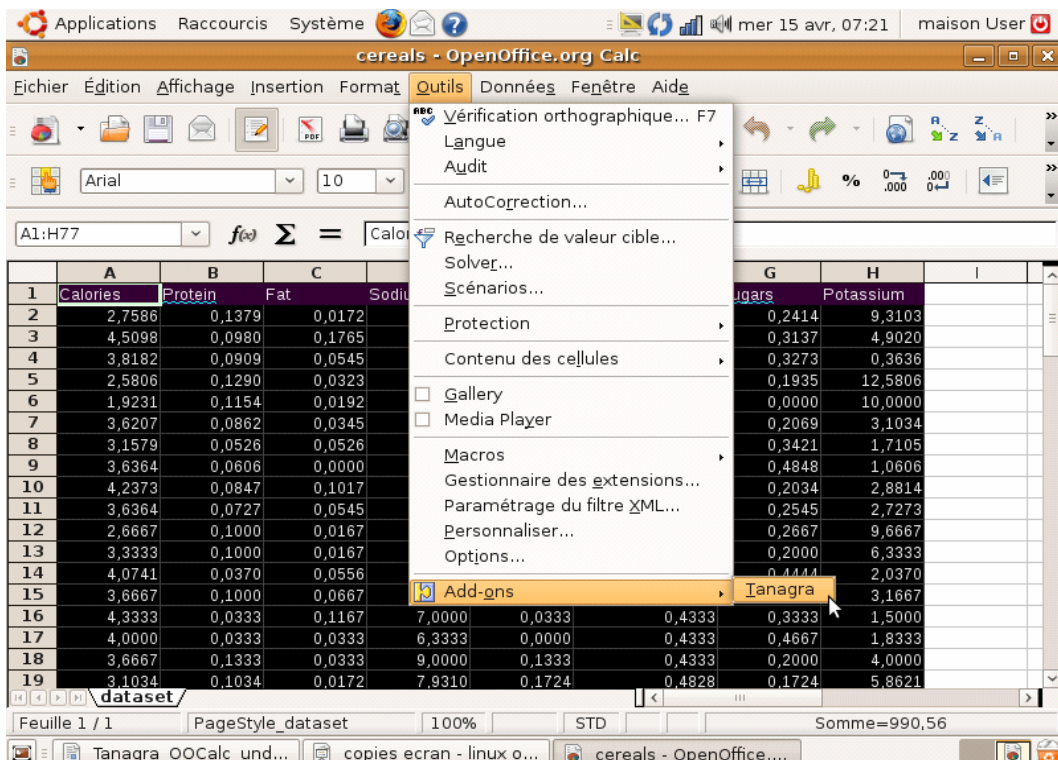 Applications Raccourcis Système mer 15 avr, 07:21 maison User
cereals - OpenOffice.org Calc
Fichier Édition Affichage Insertion Format Outils Données Fenêtre Aide
Vérification orthographique... F7
Langue
Audit
AutoCorrection...
Recherche de valeur cible...
Solver...
Scénarios...
Protection
Contenu des cellules
Gallery
Media Player
Macros
Gestionnaire des extensions...
Paramétrage du filtre XML...
Personnaliser...
Options...
Add-ons
Tanagra
Arial 10
A1:H77 f(x) Σ =
A B C G H I
1 Calories Protein Fat Potassium
2 2,7586 0,1379 0,0172 0,2414 9,3103
3 4,5098 0,0980 0,1765 0,3137 4,9020
4 3,8182 0,0909 0,0545 0,3273 0,3636
5 2,5806 0,1290 0,0323 0,1935 12,5806
6 1,9231 0,1154 0,0192 0,0000 10,0000
7 3,6207 0,0862 0,0345 0,2069 3,1034
8 3,1579 0,0526 0,0526 0,3421 1,7105
9 3,6364 0,0606 0,0000 0,4848 1,0606
10 4,2373 0,0847 0,1017 0,2034 2,8814
11 3,6364 0,0727 0,0545 0,2545 2,7273
12 2,6667 0,1000 0,0167 0,2667 9,6667
13 3,3333 0,1000 0,0167 0,2000 6,3333
14 4,0741 0,0370 0,0556 0,4444 2,0370
15 3,6667 0,1000 0,0667 3,1667
16 4,3333 0,0333 0,1167 7,0000 0,0333 0,4333 0,3333 1,5000
17 4,0000 0,0333 0,0333 6,3333 0,0000 0,4333 0,4667 1,8333
18 3,6667 0,1333 0,0333 9,0000 0,1333 0,4333 0,2000 4,0000
19 3,1034 0,1034 0,0172 7,9310 0,1724 0,4828 0,1724 5,8621
dataset
Feuille 1 / 1 PageStyle_dataset 100% STD Somme=990,56
Tanagra_OOCalc_und... copies ecran - linux o... cereals - OpenOffice....